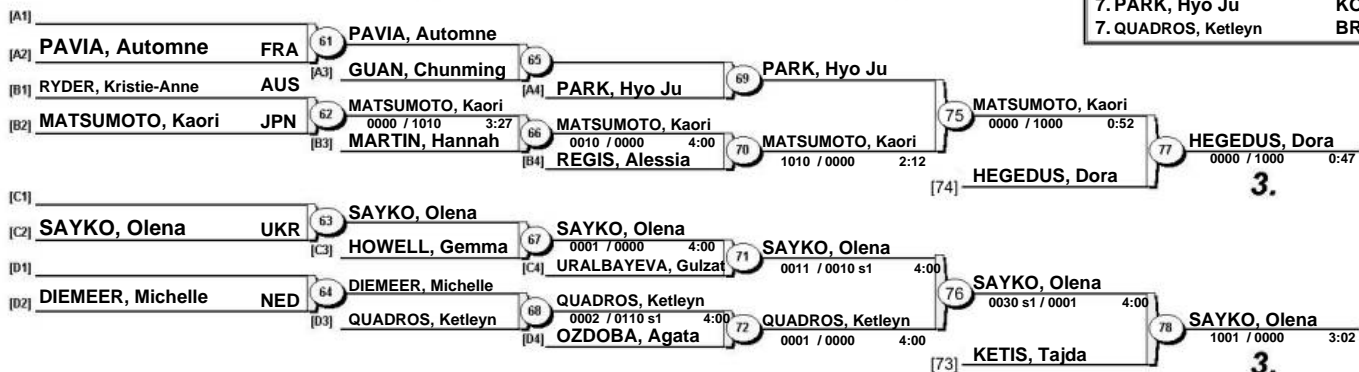 7. PARK, Hyo Ju KO
7. QUADROS, Ketleyn BR
[A1]
[A2] PAVIA, Automne FRA
61
PAVIA, Automne
[A3] GUAN, Chunming
65
[A4] PARK, Hyo Ju
69
PARK, Hyo Ju
[B1] RYDER, Kristie-Anne AUS
[B2] MATSUMOTO, Kaori JPN
62
MATSUMOTO, Kaori
0000 / 1010 3:27
[B3] MARTIN, Hannah
66
MATSUMOTO, Kaori
0010 / 0000 4:00
[B4] REGIS, Alessia
70
MATSUMOTO, Kaori
1010 / 0000 2:12
75
MATSUMOTO, Kaori
0000 / 1000 0:52
[74] HEGEDUS, Dora
77
HEGEDUS, Dora
0000 / 1000 0:47
3.
[C1]
[C2] SAYKO, Olena UKR
63
SAYKO, Olena
[C3] HOWELL, Gemma
67
SAYKO, Olena
0001 / 0000 4:00
[C4] URALBAYEVA, Gulzat
71
SAYKO, Olena
0011 / 0010 s1 4:00
[D1]
[D2] DIEMEER, Michelle NED
64
DIEMEER, Michelle
[D3] QUADROS, Ketleyn
68
QUADROS, Ketleyn
0002 / 0110 s1 4:00
[D4] OZDOBA, Agata
72
QUADROS, Ketleyn
0001 / 0000 4:00
76
SAYKO, Olena
0030 s1 / 0001 4:00
[73] KETIS, Tajda
78
SAYKO, Olena
1001 / 0000 3:02
3.